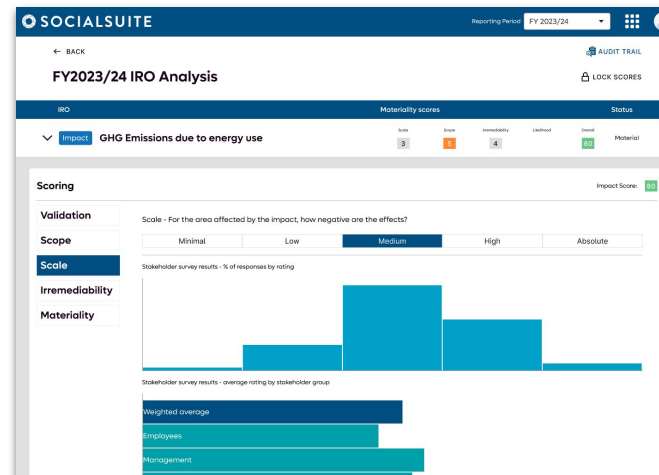 SOCIALSUITE
Reporting Period FY 2023/24
← BACK
AUDIT TRAIL
FY2023/24 IRO Analysis
LOCK SCORES
IRO Materiality scores Status
Scale Scope Irremediability Likelihood Overall
Impact GHG Emissions due to energy use 3 5 4 80 Material
Scoring
Impact Score: 80
Validation
Scope
Scale
Irremediability
Materiality
Scale - For the area affected by the impact, how negative are the effects?
Minimal Low Medium High Absolute
Stakeholder survey results - % of responses by rating
Stakeholder survey results - average rating by stakeholder group
Weighted average
Employees
Management